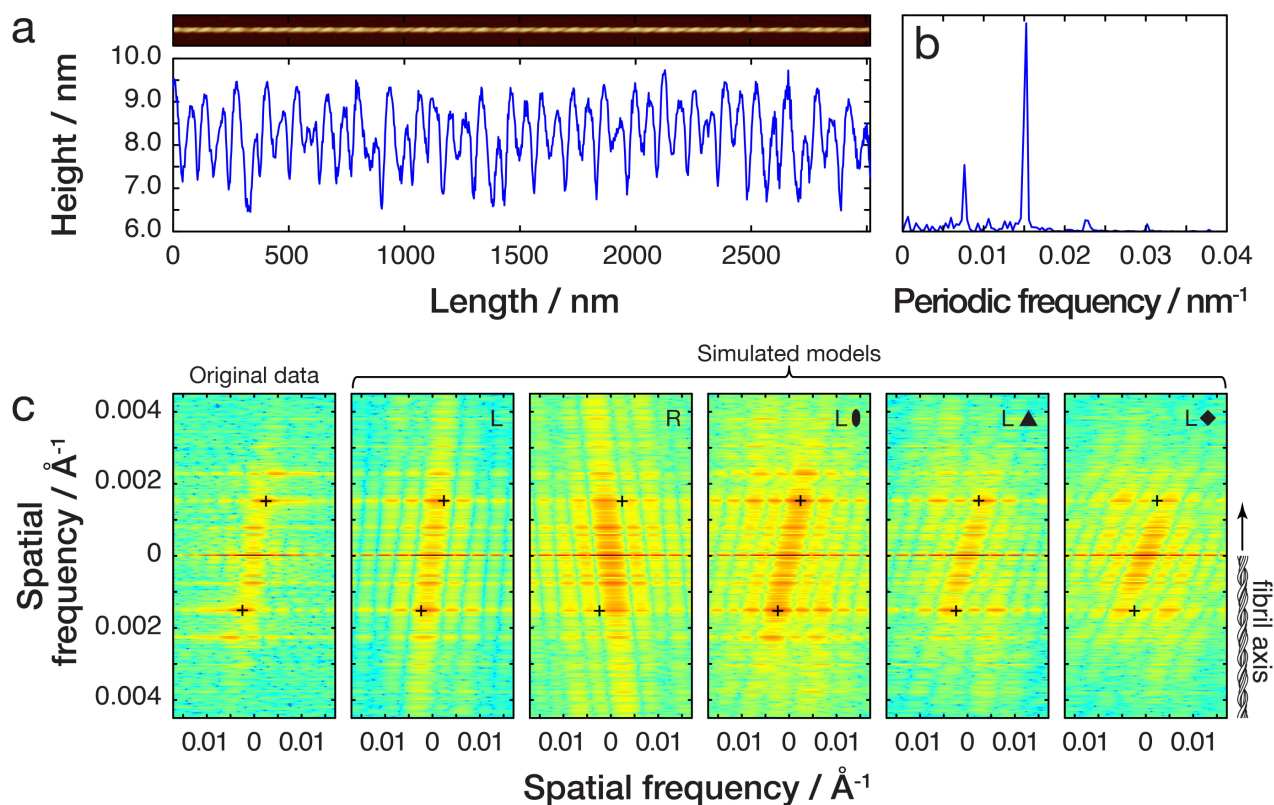 a
Height / nm
10.0
9.0
8.0
7.0
6.0
0 500 1000 1500 2000 2500
Length / nm
b
0 0.01 0.02 0.03 0.04
Periodic frequency / nm⁻¹
Simulated models
c
Original data
L
R
L
L
L
Spatial frequency / Å⁻¹
0.004
0.002
0
0.002
0.004
0.01 0 0.01
0.01 0 0.01
0.01 0 0.01
0.01 0 0.01
0.01 0 0.01
0.01 0 0.01
Spatial frequency / Å⁻¹
fibril axis